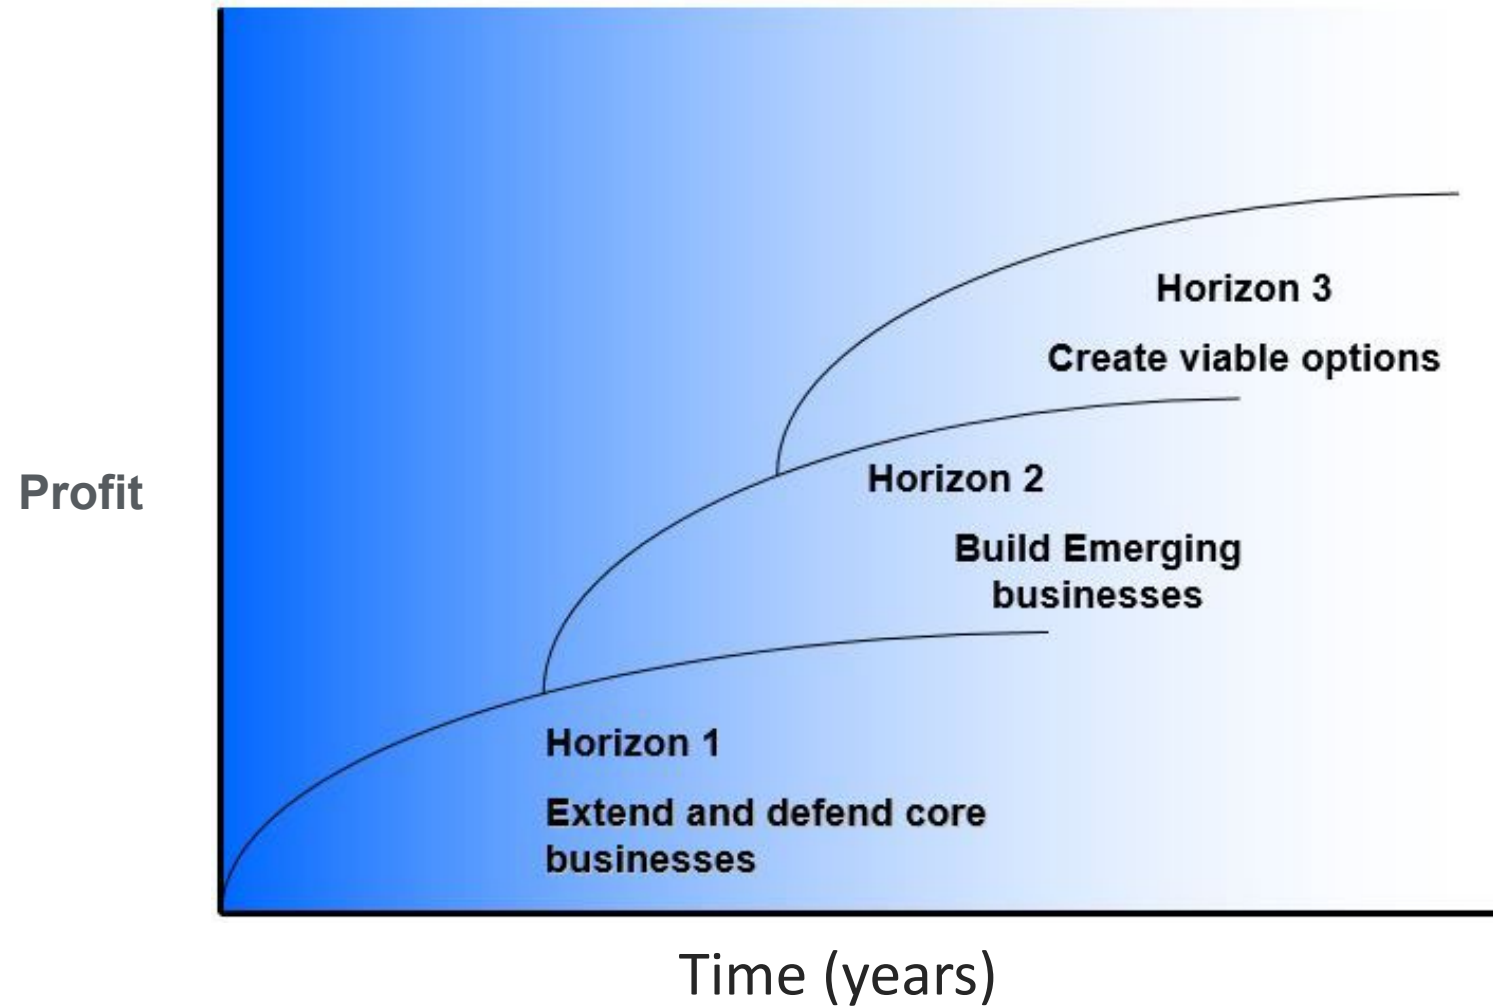 Horizon 3
Create viable options
Profit
Horizon 2
Build Emerging
businesses
Horizon 1
Extend and defend core
businesses
Time (years)